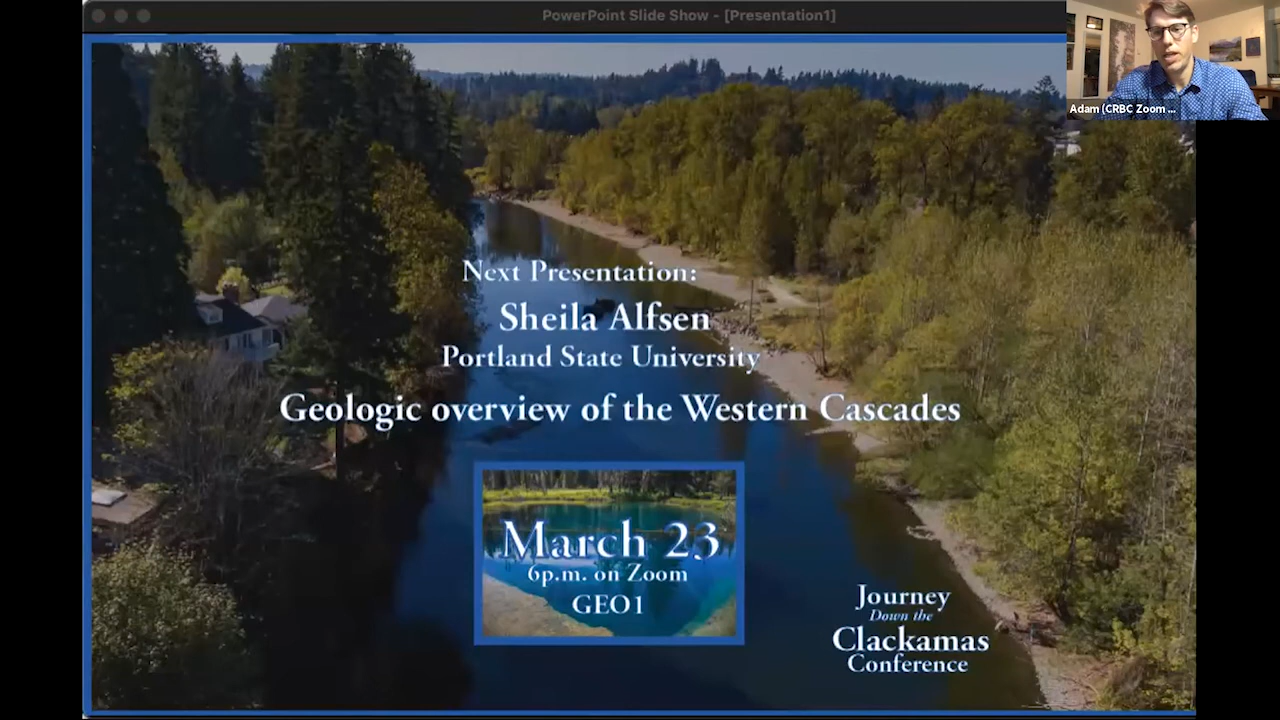 PowerPoint Slide Show - [Presentation1]
Adam (CRBC Zoom ...
Next Presentation:
Sheila Alfsen
Portland State University
Geologic overview of the Western Cascades
March 23
6p.m. on Zoom
GEO1
Journey
Down the
Clackamas
Conference